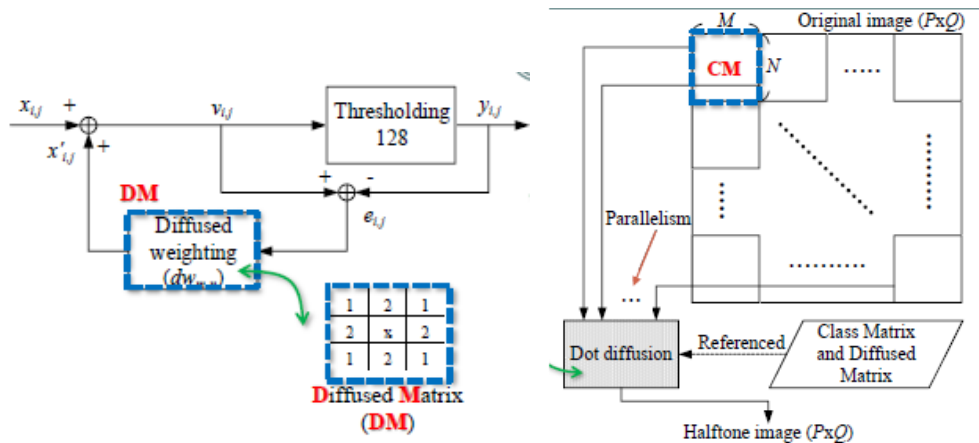 x_{i,j} +
v_{i,j}
Thresholding
128
y_{i,j}
x'_{i,j} +
+ -
e_{i,j}
DM
Diffused
weighting
(dw_{m,n})
1 2 1
2 x 2
1 2 1
Diffused Matrix
(DM)
M
Original image (PxQ)
CM
N
.....
Parallelism
...
Dot diffusion
Referenced
Class Matrix
and Diffused
Matrix
Halftone image (PxQ)